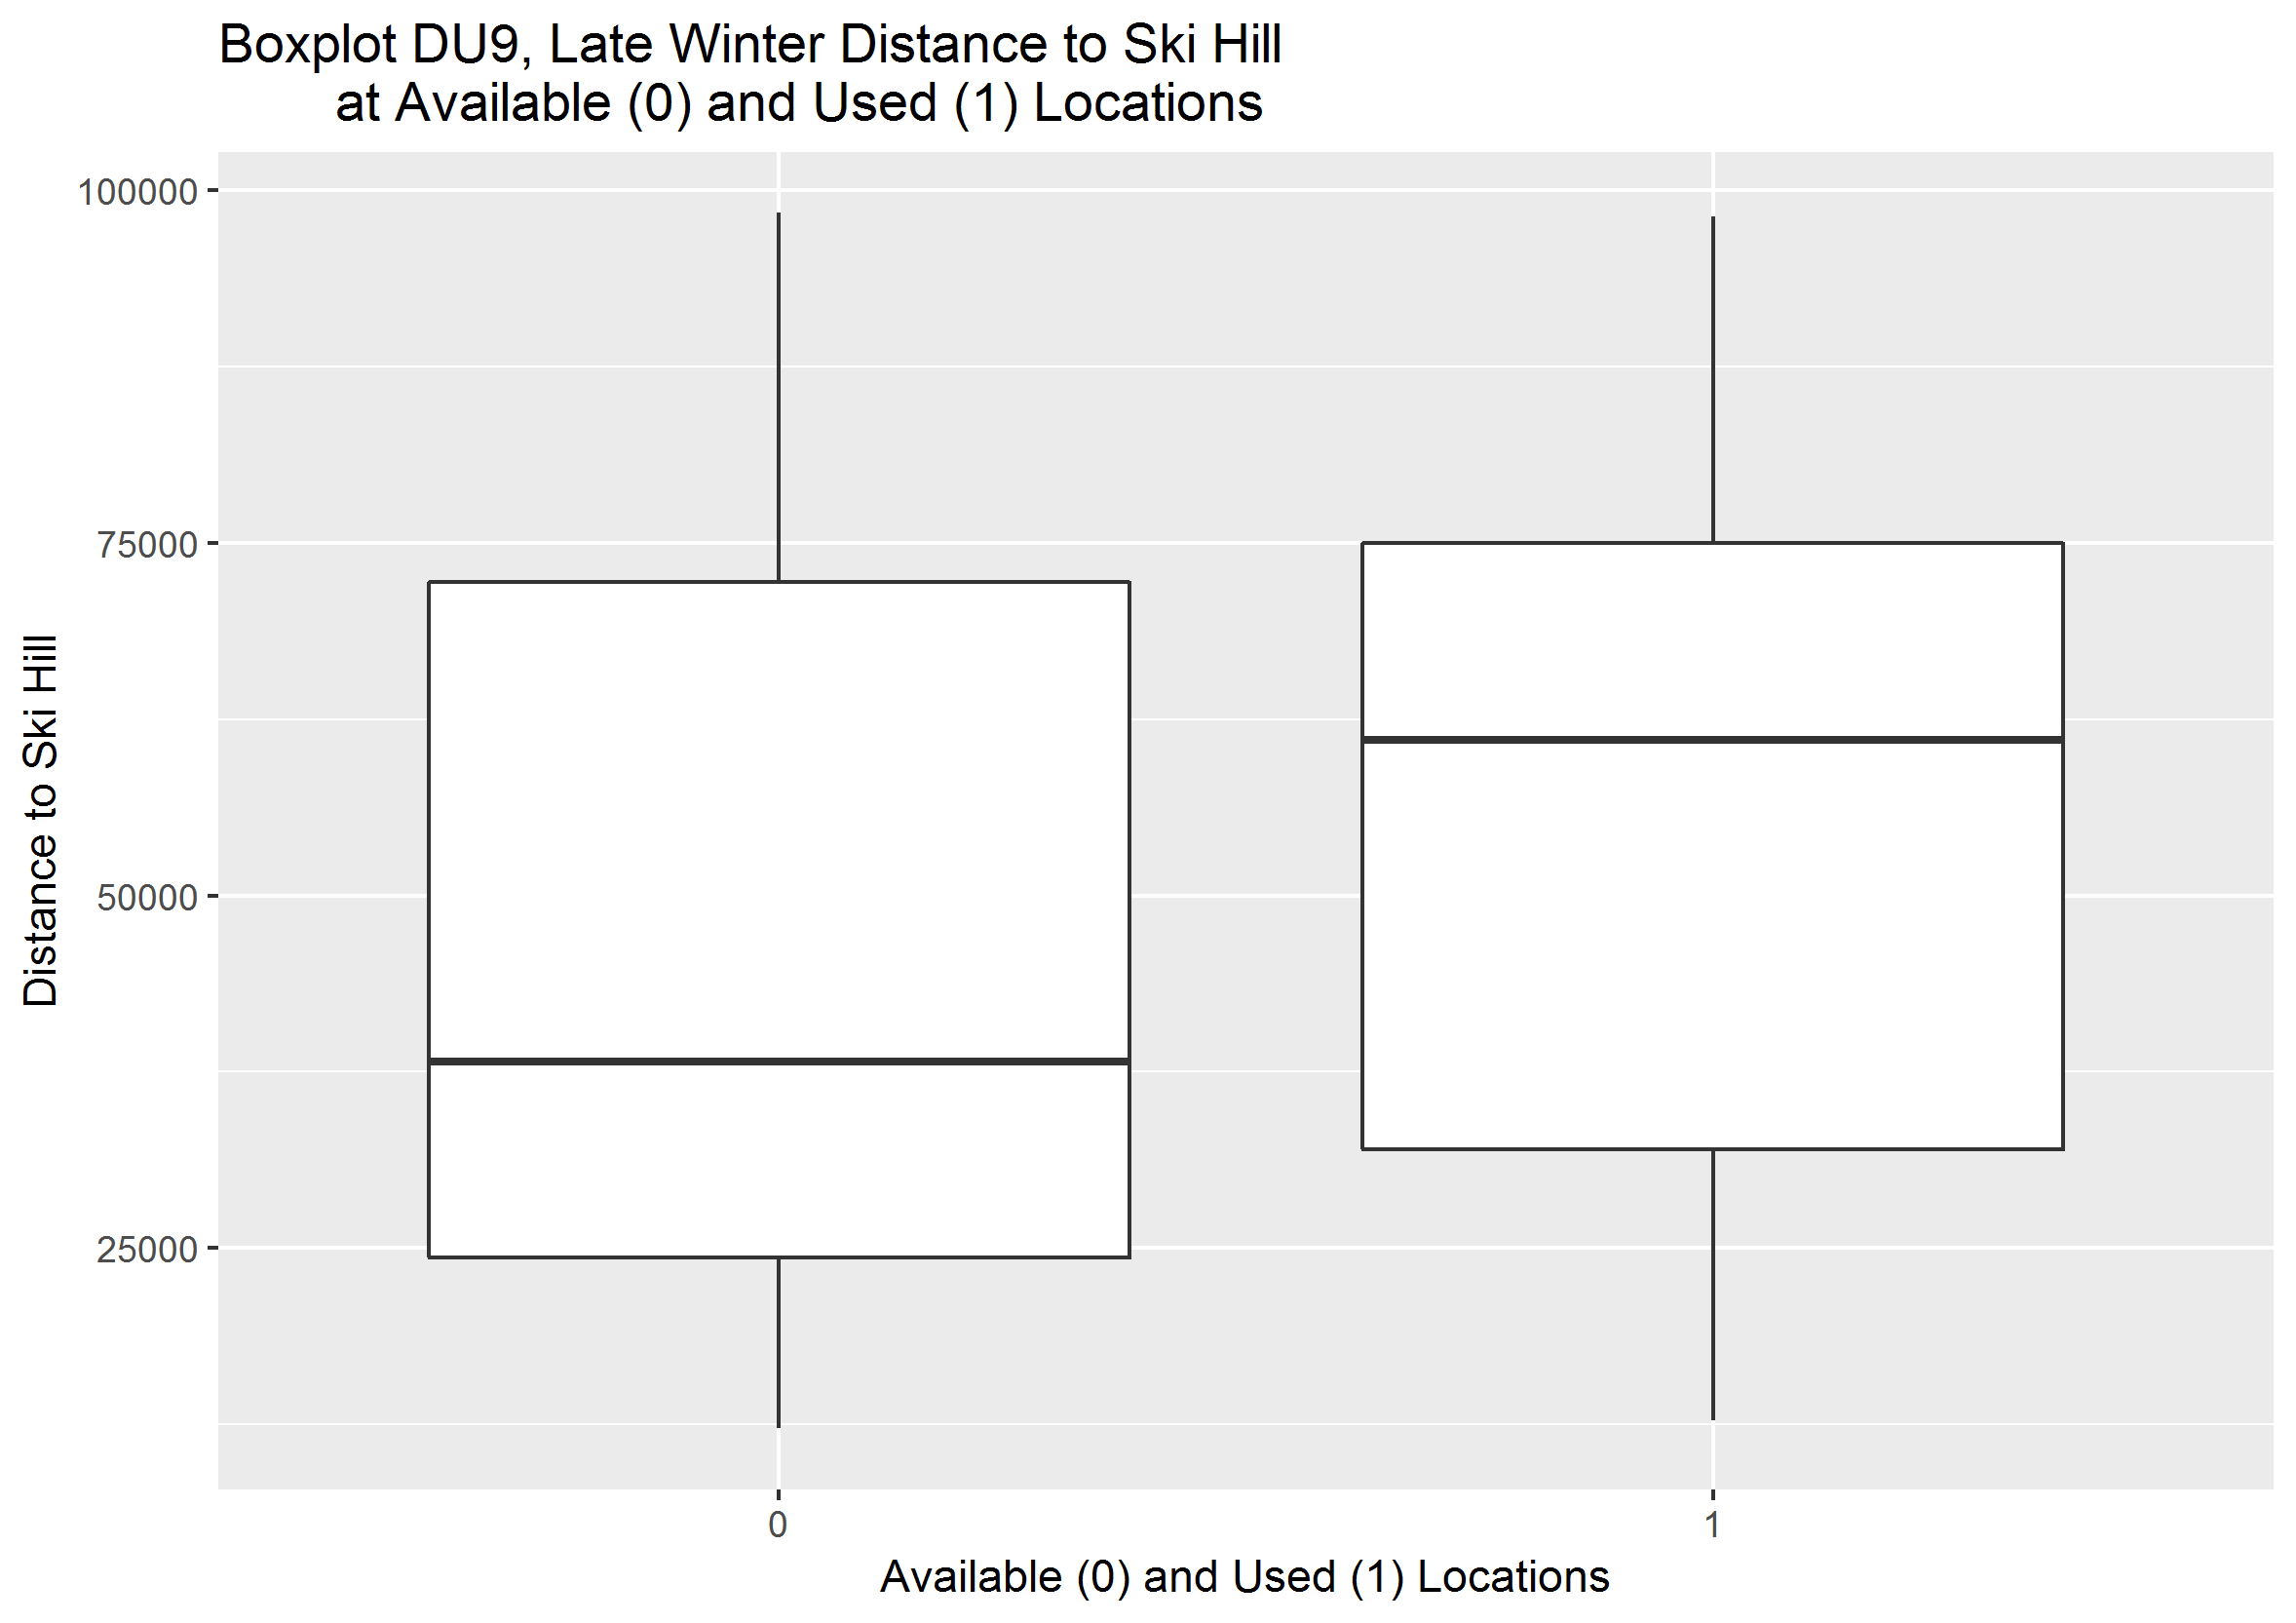 Boxplot DU9, Late Winter Distance to Ski Hill
at Available (0) and Used (1) Locations
100000
75000
50000
25000
Distance to Ski Hill
0
1
Available (0) and Used (1) Locations